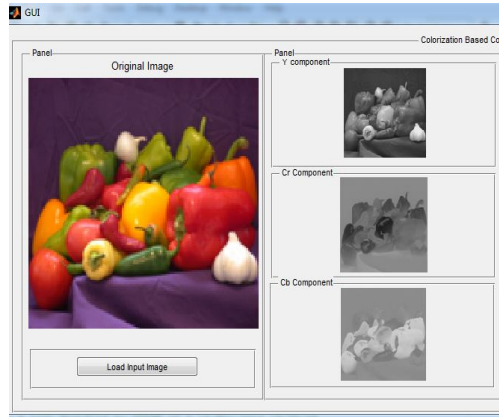 GUI
Colorization Based Co
Panel
Original Image
Load Input Image
Panel
Y component
Cr Component
Cb Component